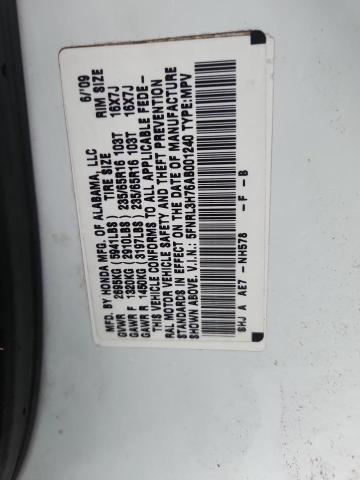 MFD. BY HONDA MFG. OF ALABAMA, LLC 6/'09
TIRE SIZE RIM SIZE
GVWR 2695KG (5941LBS)
GAWR F 1320KG (2910LBS) 235/65R16 103T 16X7J
GAWR R 1450KG (3197LBS) 235/65R16 103T 16X7J
THIS VEHICLE CONFORMS TO ALL APPLICABLE FEDE-
RAL MOTOR VEHICLE SAFETY AND THEFT PREVENTION
STANDARDS IN EFFECT ON THE DATE OF MANUFACTURE
SHOWN ABOVE. V.I.N.: 5FNRL3H76AB001240 TYPE:MPV
SHJ A AE7 -NH578 -F -B